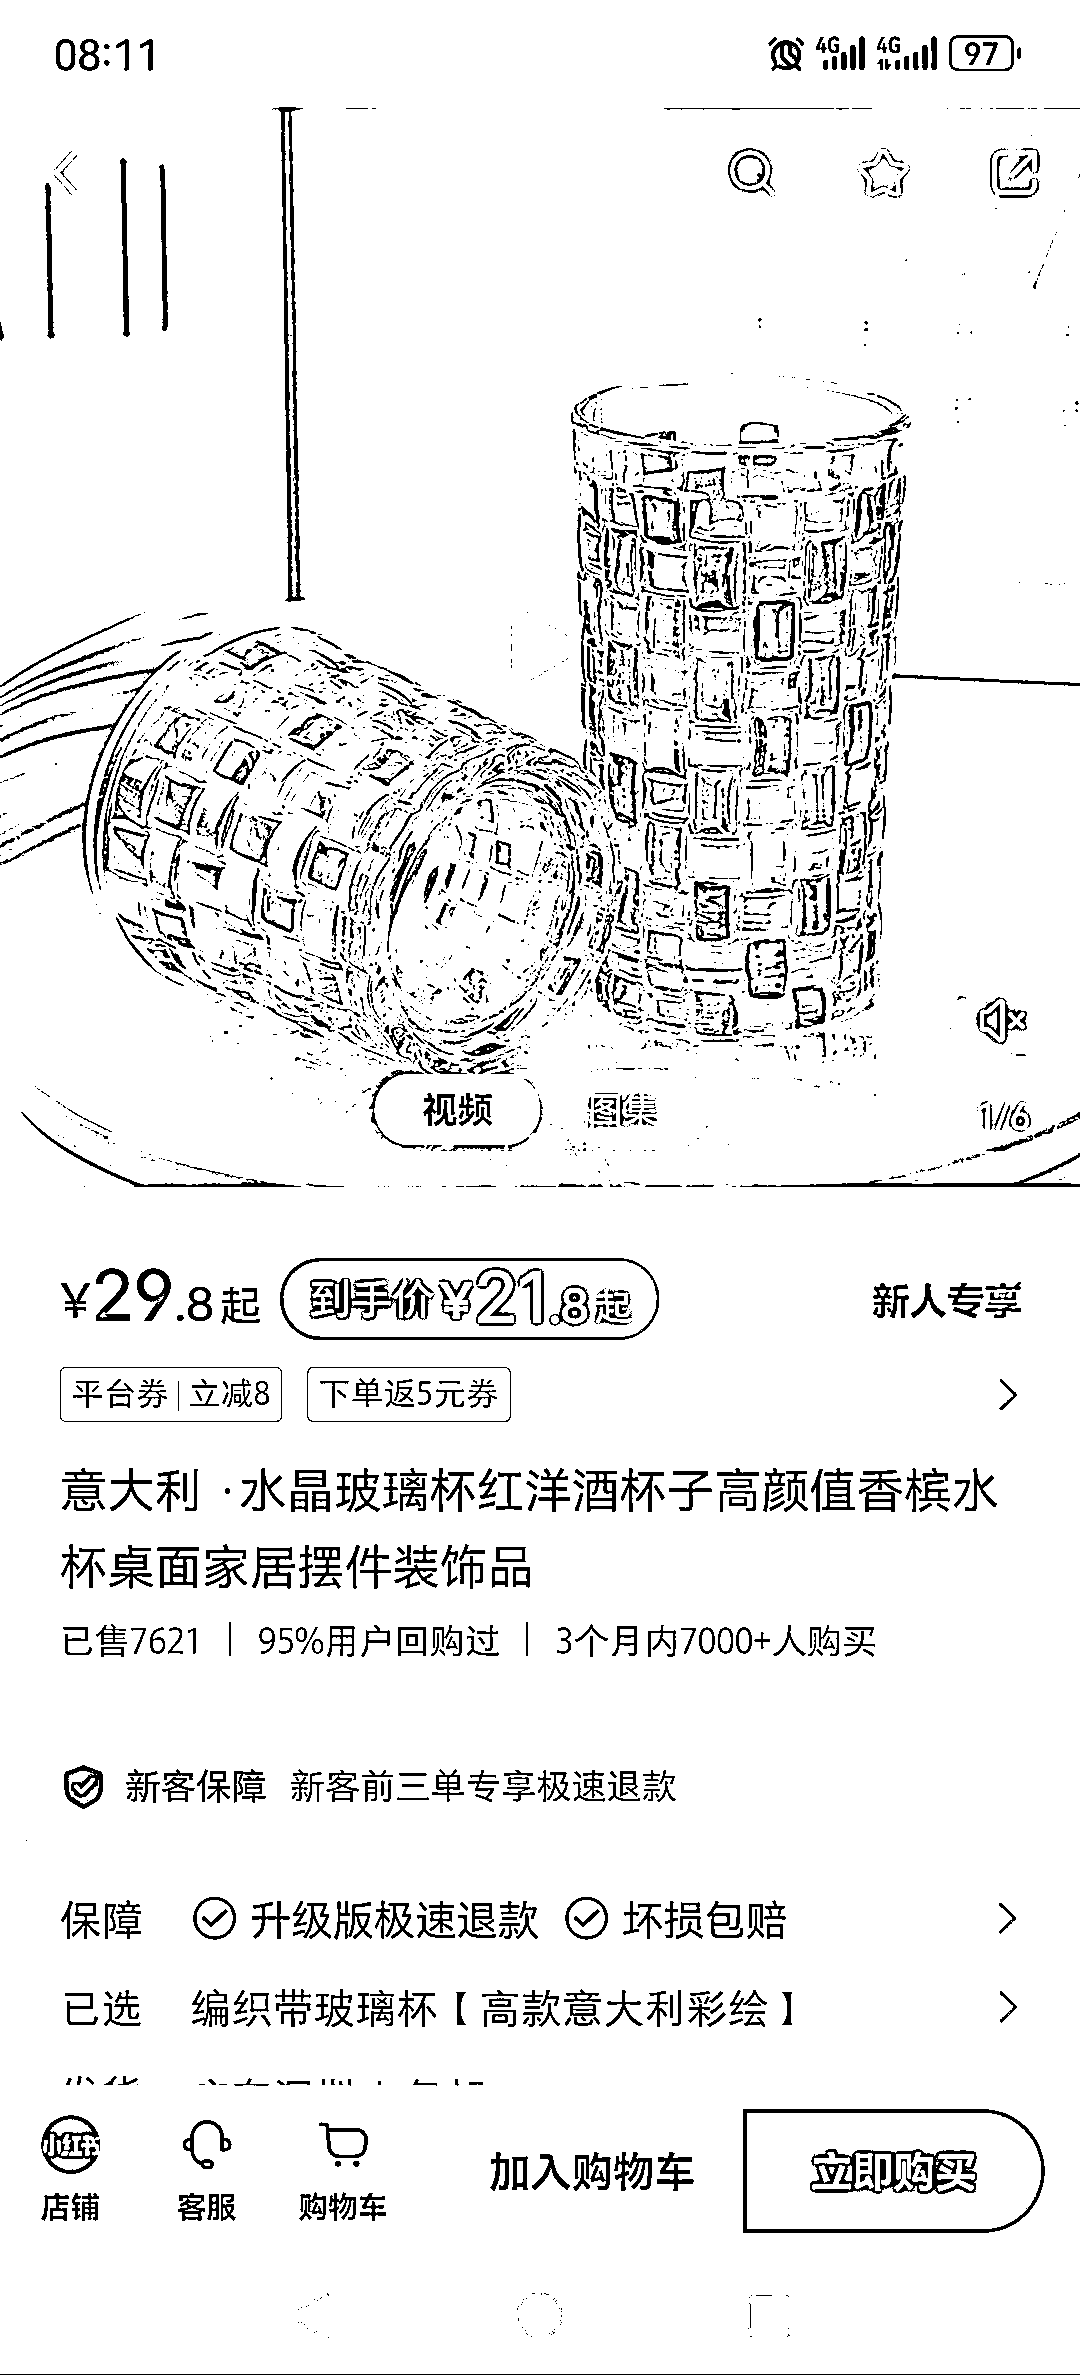 08:11
4G 4G 97
视频 图集 1/6
¥29.8起 到手价¥21.8起 新人专享
平台券|立减8 下单返5元券
意大利 ·水晶玻璃杯红洋酒杯子高颜值香槟水
杯桌面家居摆件装饰品
已售7621 | 95%用户回购过 | 3个月内7000+人购买
新客保障 新客前三单专享极速退款
保障 升级版极速退款 坏损包赔
已选 编织带玻璃杯【高款意大利彩绘】
小红书
店铺 客服 购物车 加入购物车 立即购买